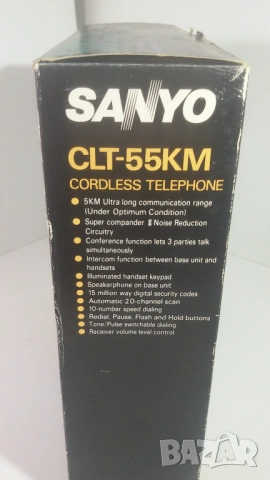 SANYO
CLT-55KM
CORDLESS TELEPHONE
● 5KM Ultra long communication range
(Under Optimum Condition)
● Super compander II Noise Reduction
Circuitry
● Conference function lets 3 parties talk
simultaneously
● Intercom function between base unit and
handsets
● Illuminated handset keypad
● Speakerphone on base unit
● 15 million way digital security codes
● Automatic 20-channel scan
● 10-number speed dialing
● Redial, Pause, Flash and Hold buttons
● Tone/Pulse switchable dialing
● Receiver volume level control
BAZAR